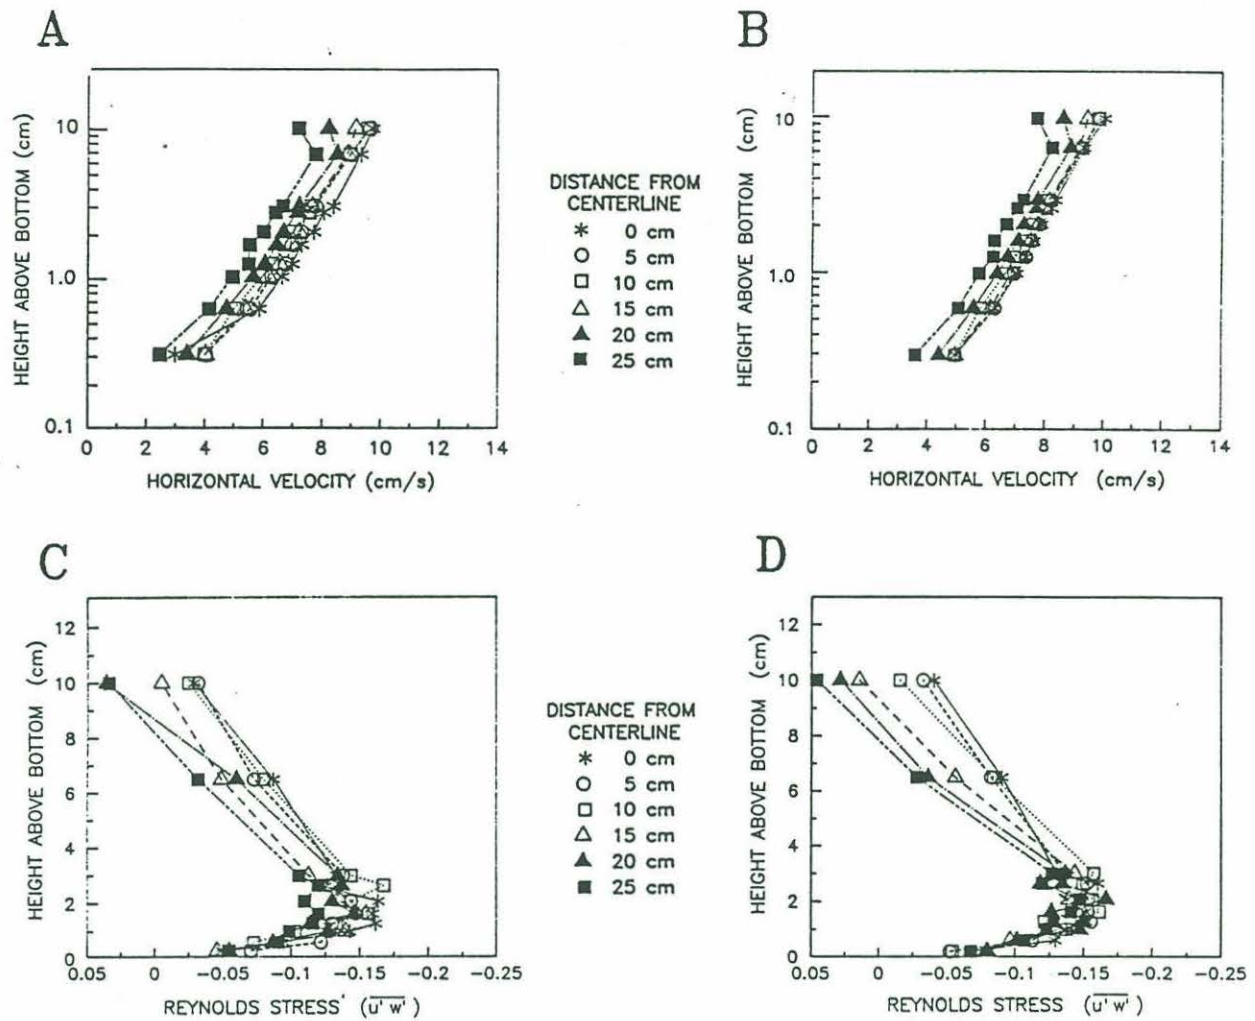 A
HEIGHT ABOVE BOTTOM (cm)
10
1.0
0.1
0 2 4 6 8 10 12 14
HORIZONTAL VELOCITY (cm/s)
DISTANCE FROM
CENTERLINE
0 cm
5 cm
10 cm
15 cm
20 cm
25 cm
B
HEIGHT ABOVE BOTTOM (cm)
10
1.0
0.1
0 2 4 6 8 10 12 14
HORIZONTAL VELOCITY (cm/s)
C
HEIGHT ABOVE BOTTOM (cm)
12
10
8
6
4
2
0
0.05 0 -0.05 -0.1 -0.15 -0.2 -0.25
REYNOLDS STRESS (u' w')
DISTANCE FROM
CENTERLINE
0 cm
5 cm
10 cm
15 cm
20 cm
25 cm
D
HEIGHT ABOVE BOTTOM (cm)
12
10
8
6
4
2
0
0.05 0 -0.05 -0.1 -0.15 -0.2 -0.25
REYNOLDS STRESS (u' w')